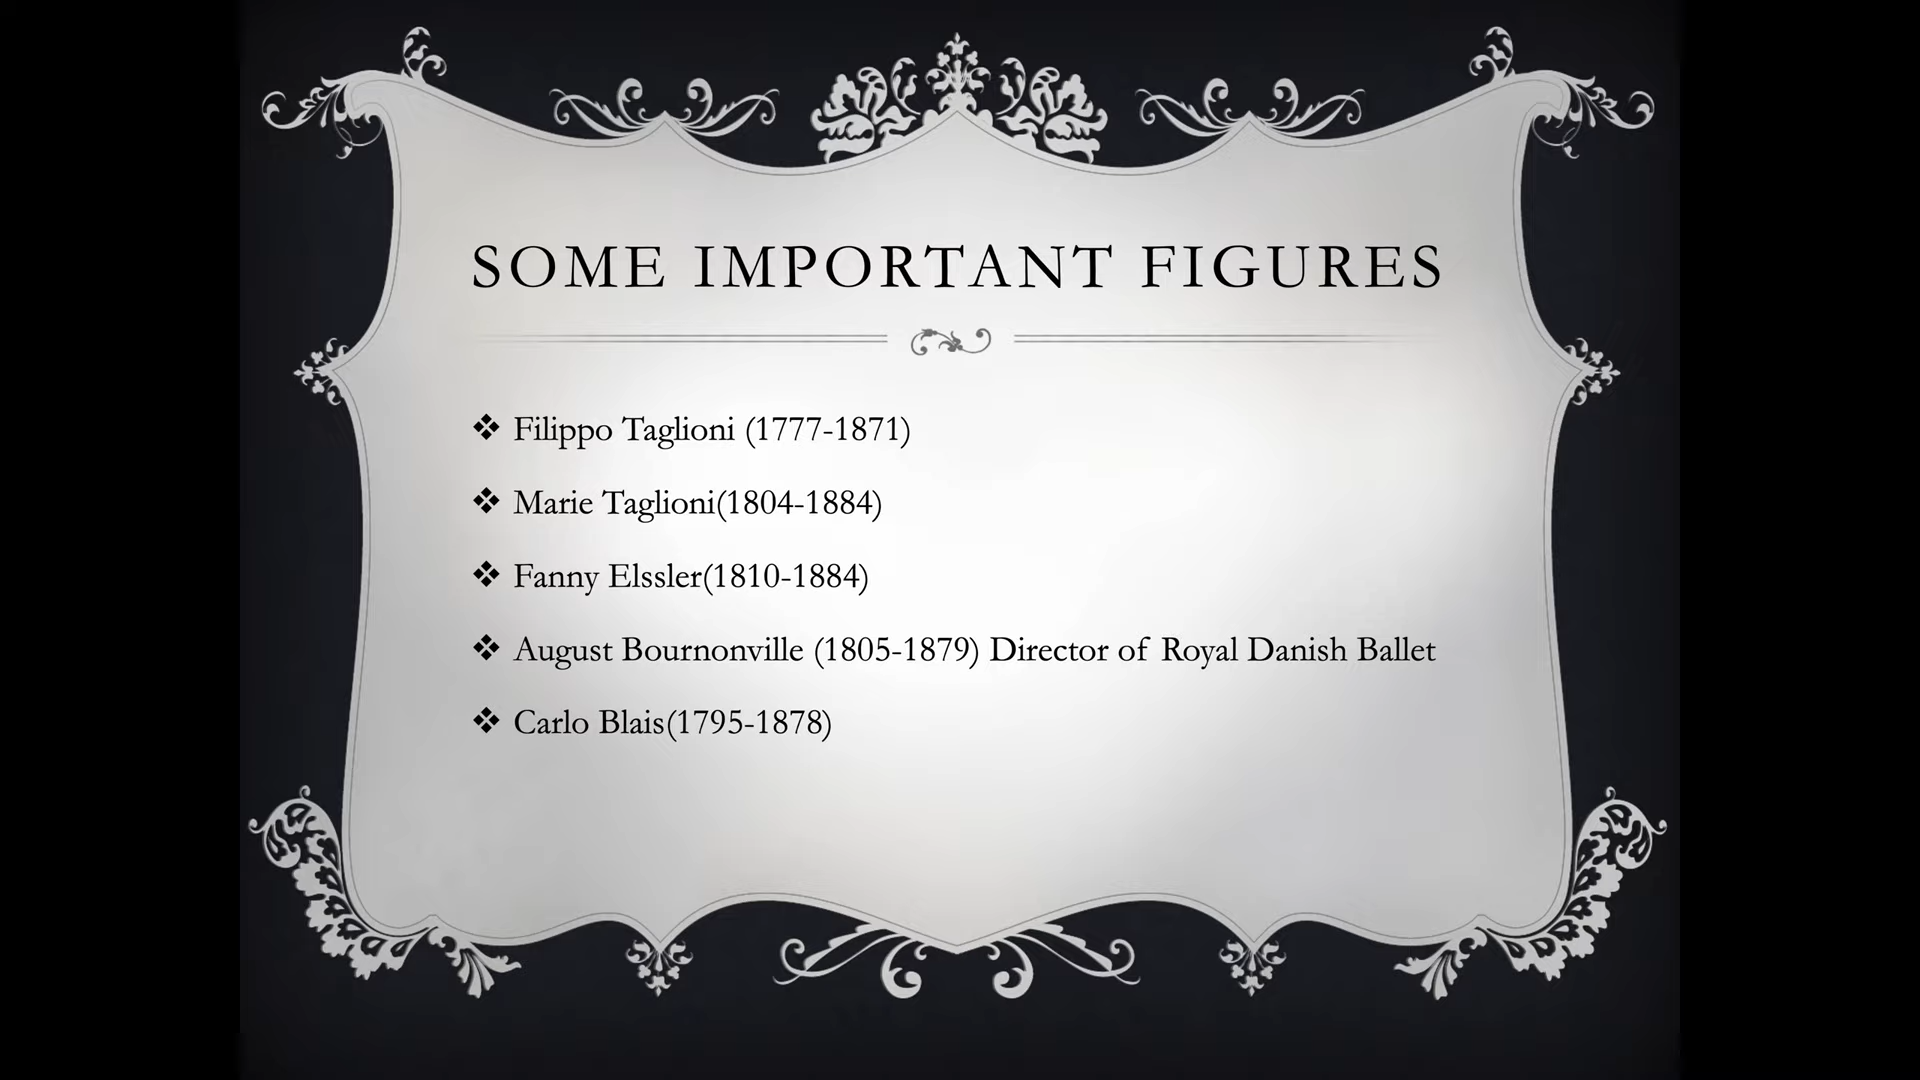 SOME IMPORTANT FIGURES
Filippo Taglioni (1777-1871)
Marie Taglioni(1804-1884)
Fanny Elssler(1810-1884)
August Bournonville (1805-1879) Director of Royal Danish Ballet
Carlo Blais(1795-1878)